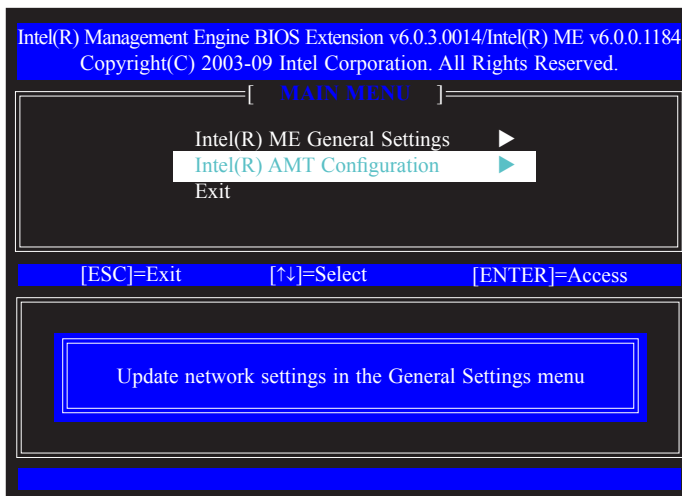 Intel(R) Management Engine BIOS Extension v6.0.3.0014/Intel(R) ME v6.0.0.1184
Copyright(C) 2003-09 Intel Corporation. All Rights Reserved.
[ MAIN MENU ]
Intel(R) ME General Settings ▶
Intel(R) AMT Configuration ▶
Exit
[ESC]=Exit [↑↓]=Select [ENTER]=Access
Update network settings in the General Settings menu